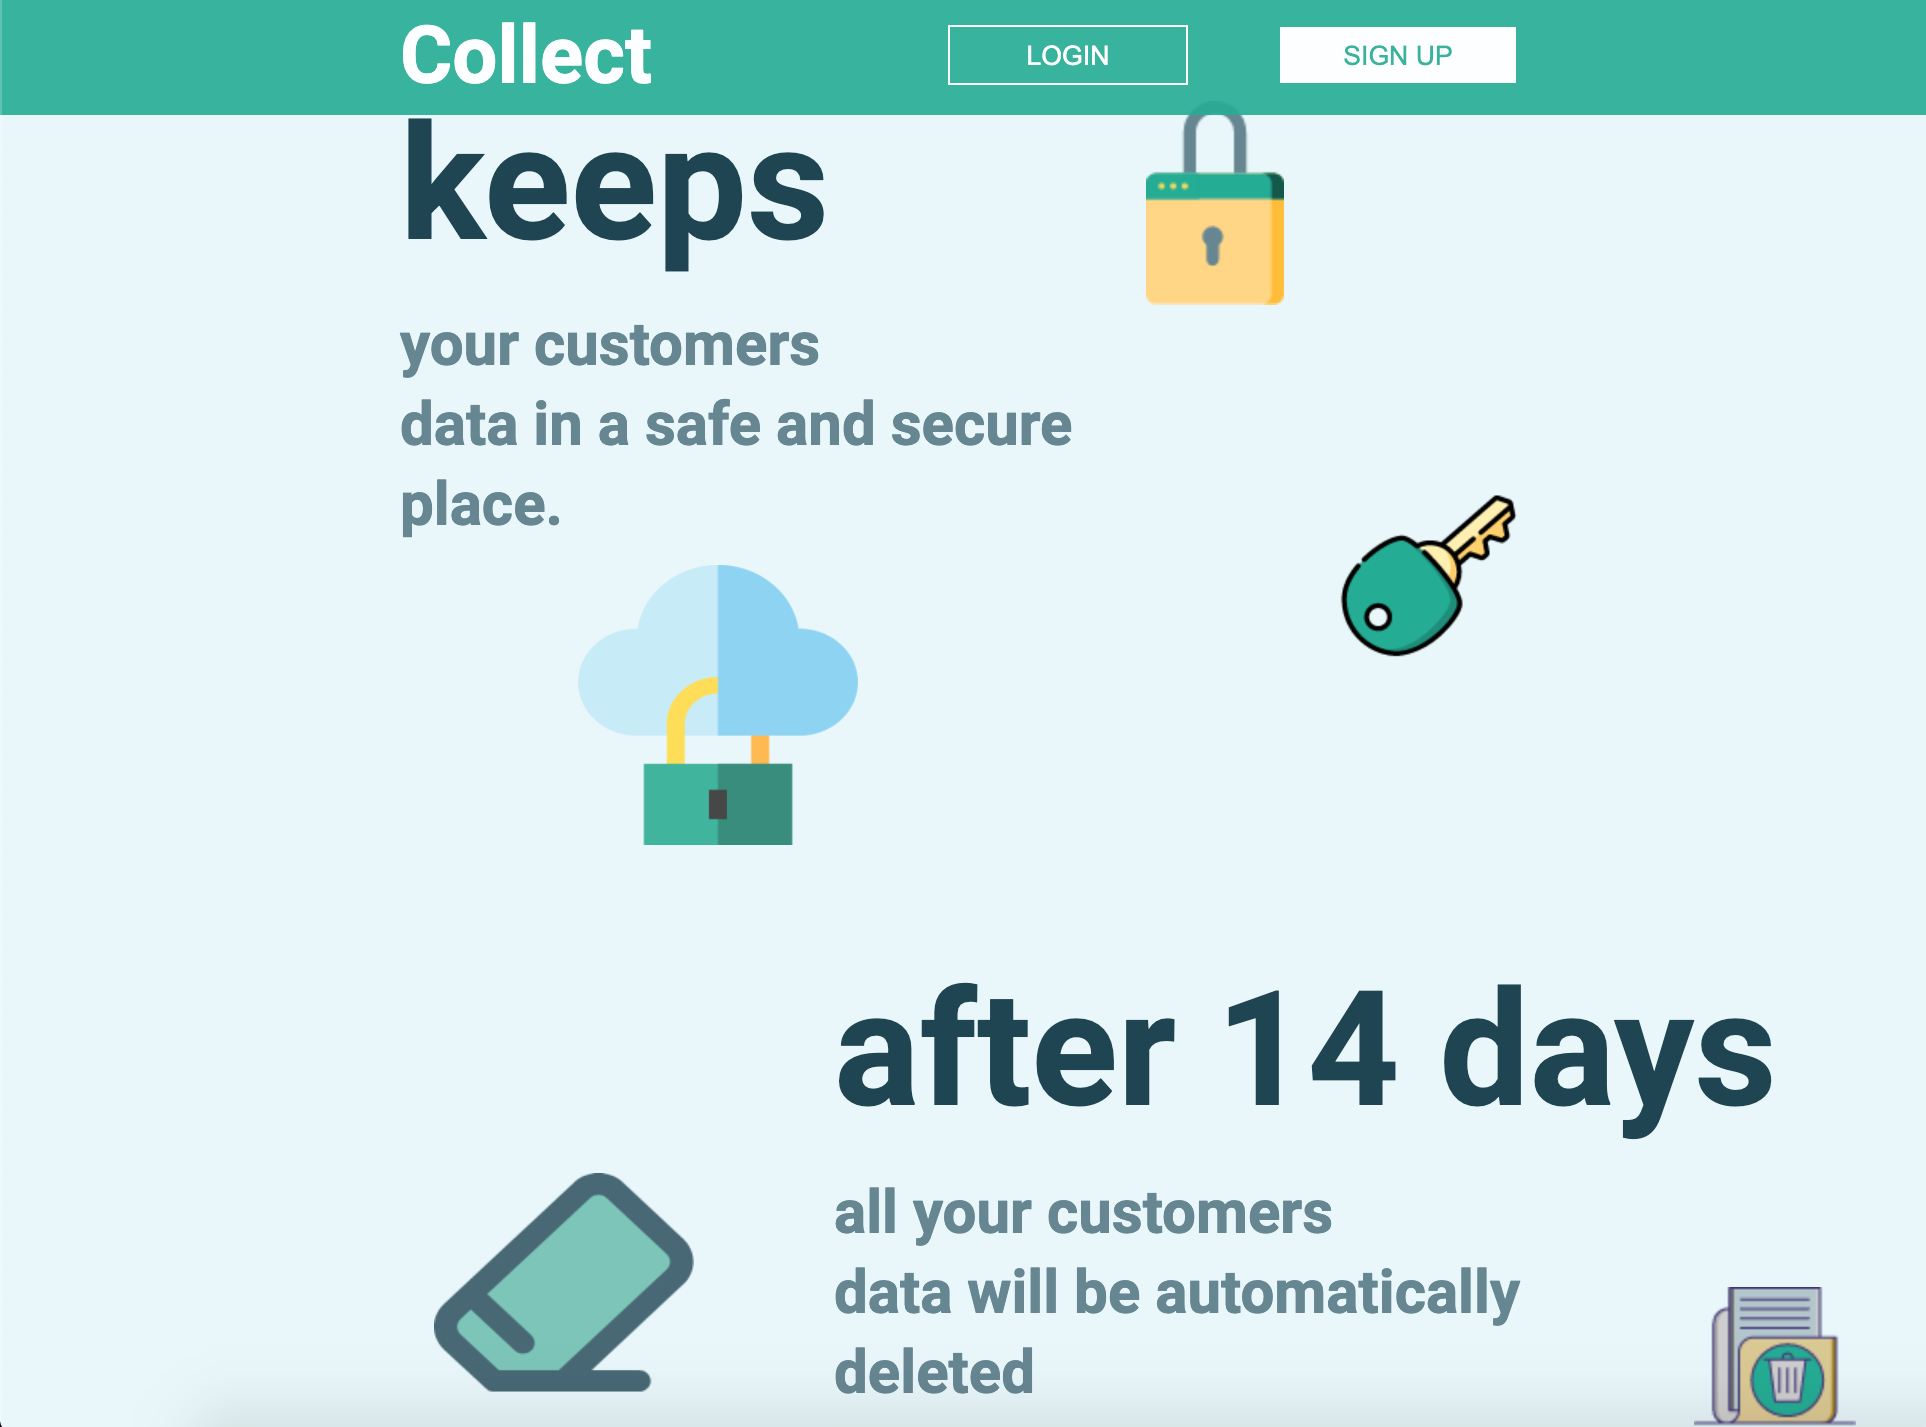 Collect
LOGIN
SIGN UP
keeps
your customers
data in a safe and secure
place.
after 14 days
all your customers
data will be automatically
deleted